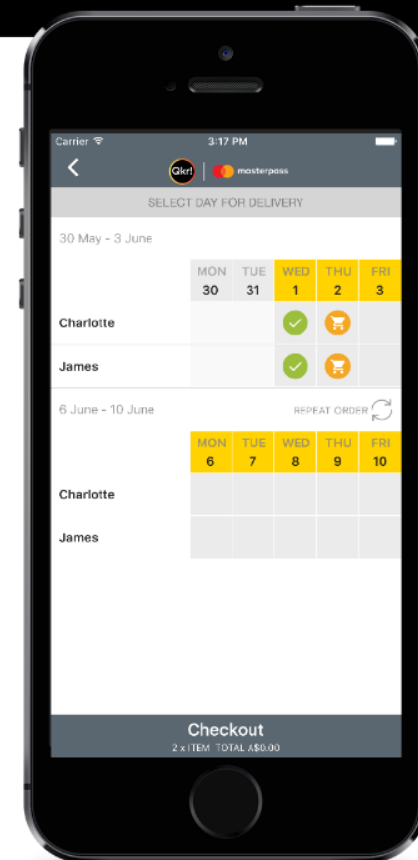 Carrier 3:17 PM
Qkr! masterpass
SELECT DAY FOR DELIVERY
30 May - 3 June
MON TUE WED THU FRI
30 31 1 2 3
Charlotte
James
6 June - 10 June REPEAT ORDER
MON TUE WED THU FRI
6 7 8 9 10
Charlotte
James
Checkout
2 x ITEM TOTAL A$0.00